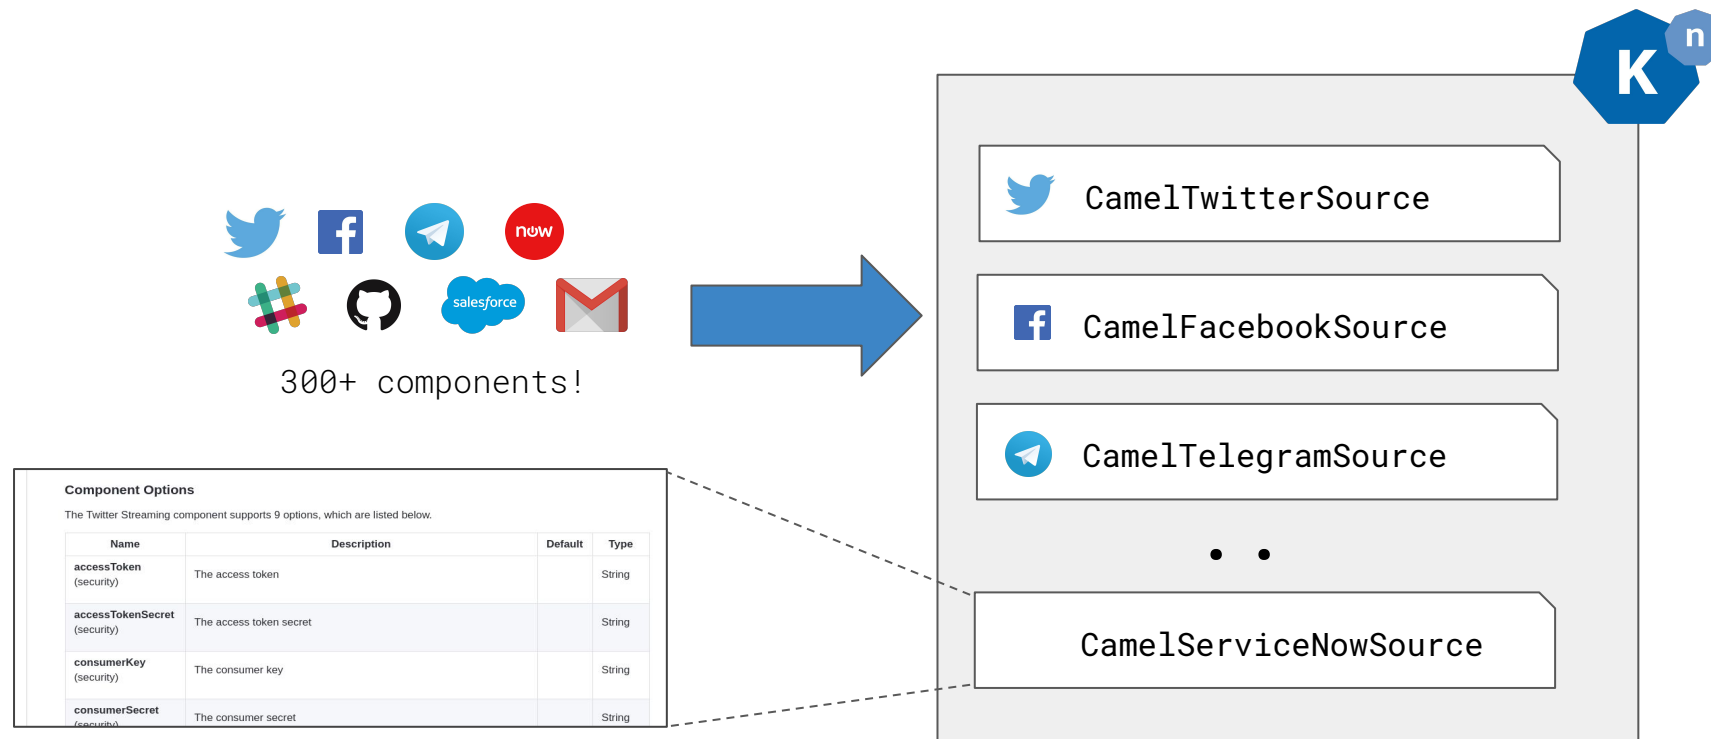 K n
CamelTwitterSource
now
salesforce
CamelFacebookSource
300+ components!
CamelTelegramSource
Component Options
The Twitter Streaming component supports 9 options, which are listed below.
Name Description Default Type
accessToken
(security)
The access token String
accessTokenSecret
(security)
The access token secret String
consumerKey
(security)
The consumer key String
consumerSecret
(security)
The consumer secret String
. .
CamelServiceNowSource